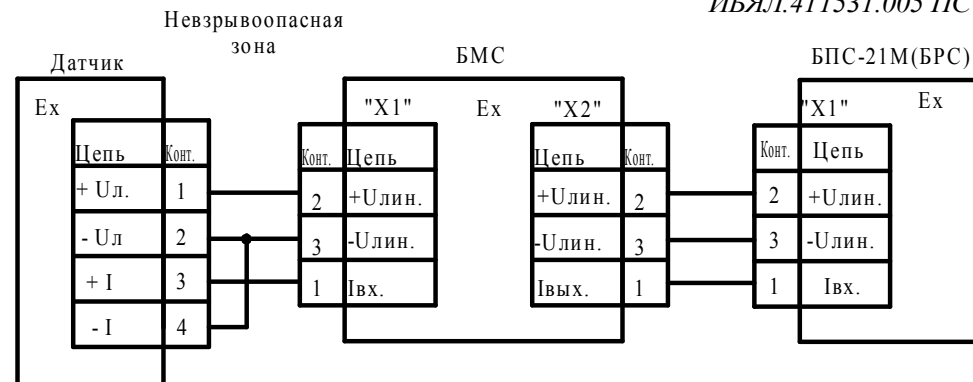 ИБЯЛ.411531.005 ПС
Невзрывоопасная
зона
Датчик
БМС
БПС-21М(БРС)
Ex
"X1"
Ex
"X2"
"X1"
Ex
Цепь Конт.
+ Uл. 1
- Uл 2
+ I 3
- I 4
Конт. Цепь
2 +Uлин.
3 -Uлин.
1 Iвх.
Цепь Конт.
+Uлин. 2
-Uлин. 3
Iвых. 1
Конт. Цепь
2 +Uлин.
3 -Uлин.
1 Iвх.